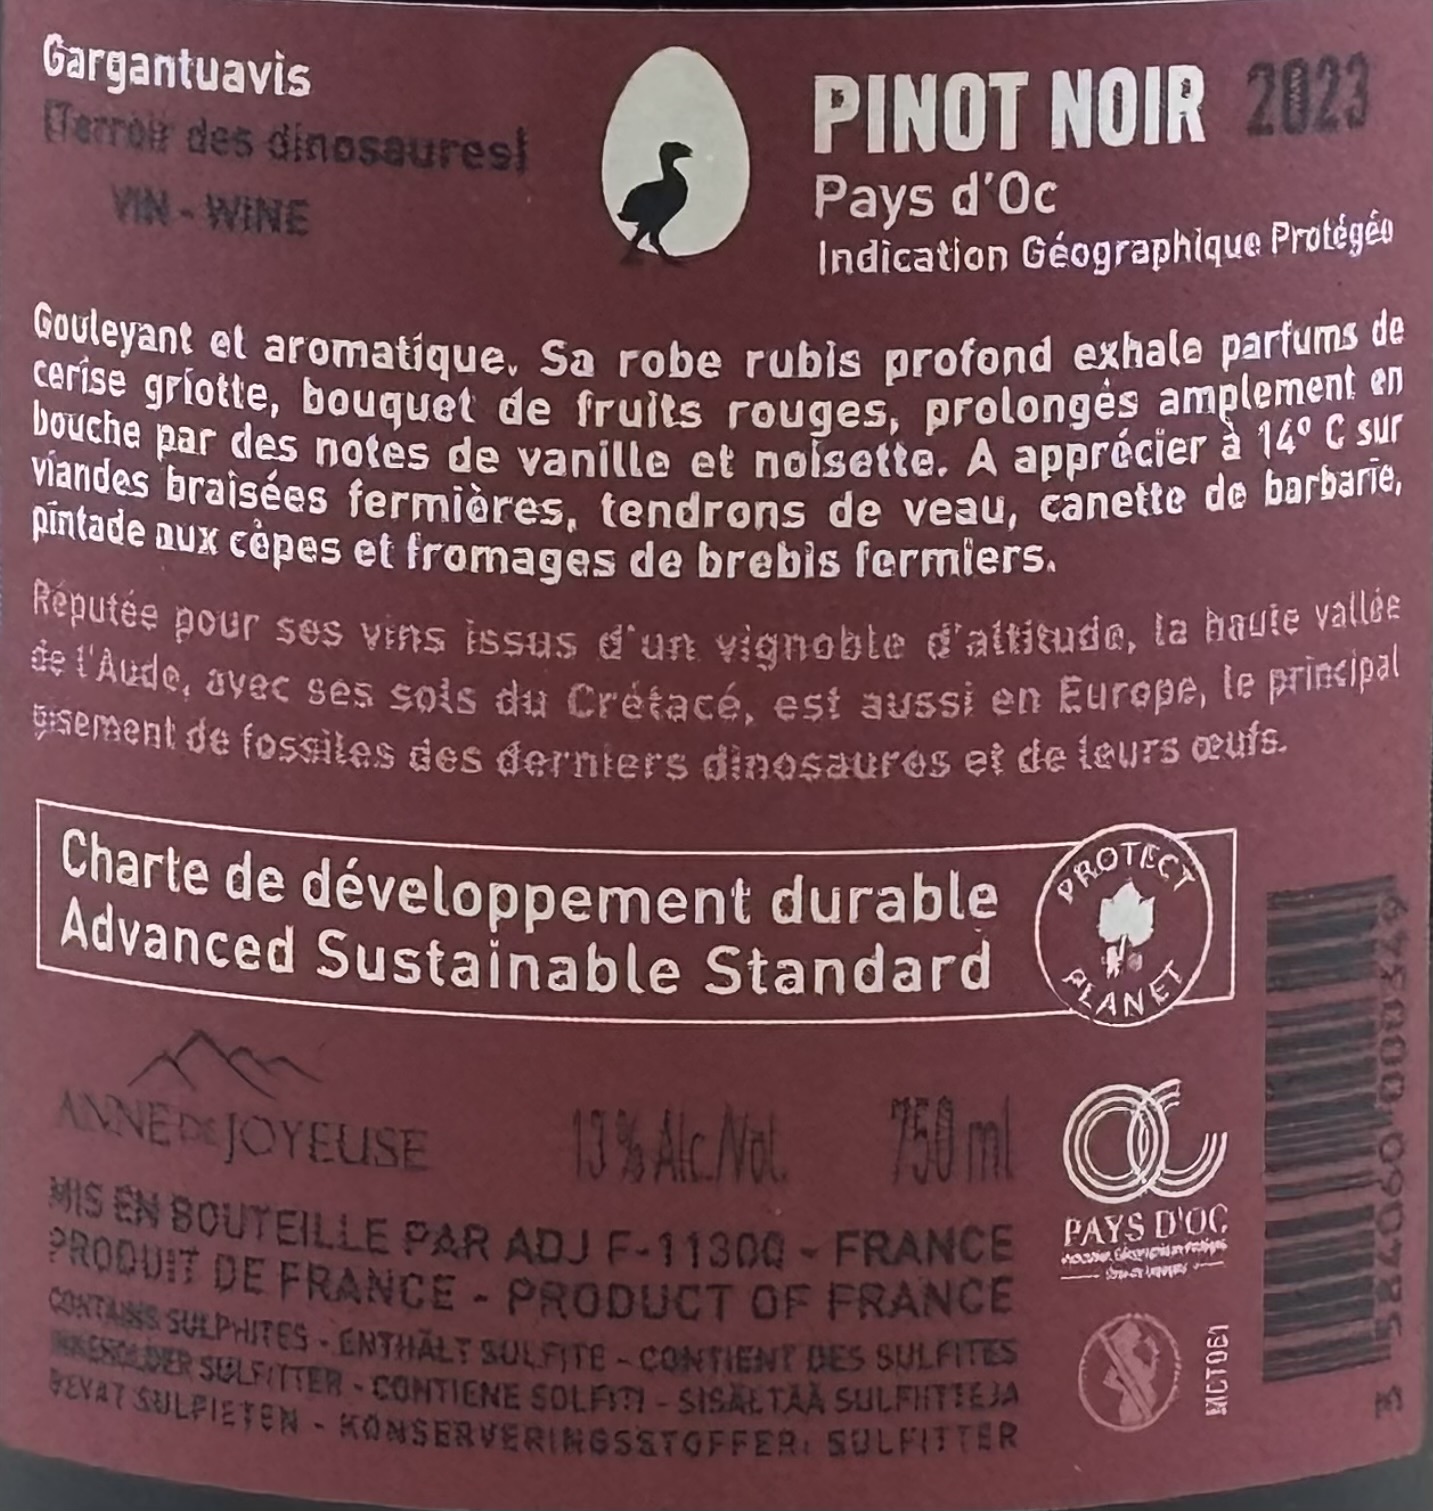 Gargantuavis
[Terroir des dinosaures]
VIN - WINE
PINOT NOIR 2023
Pays d'Oc
Indication Géographique Protégée
Gouleyant et aromatique. Sa robe rubis profond exhale parfums de
cerise griotte, bouquet de fruits rouges, prolongés amplement en
bouche par des notes de vanille et noisette. A apprécier à 14° C sur
viandes braisées fermières, tendrons de veau, canette de barbarie,
pintade aux cèpes et fromages de brebis fermiers.
Réputée pour ses vins issus d'un vignoble d'altitude, la haute vallée
de l'Aude, avec ses sols du Crétacé, est aussi en Europe, le principal
gisement de fossiles des derniers dinosaures et de leurs œufs.
Charte de développement durable
Advanced Sustainable Standard
PROTECT
PLANET
ANNE DE JOYEUSE
13 % Alc./Vol.
750 ml
MIS EN BOUTEILLE PAR ADJ F-11300 - FRANCE
PRODUIT DE FRANCE - PRODUCT OF FRANCE
CONTAINS SULPHITES - ENTHÄLT SULFITE - CONTIENT DES SULFITES
SULFITTER - CONTIENE SOLFITI - SISÄLTÄÄ SULFIITTEJA
BEVAT SULFIETEN - KONSERVERINGSSTOFFER: SULFITTER
PAYS D'OC
MCT061
3 584060 000349